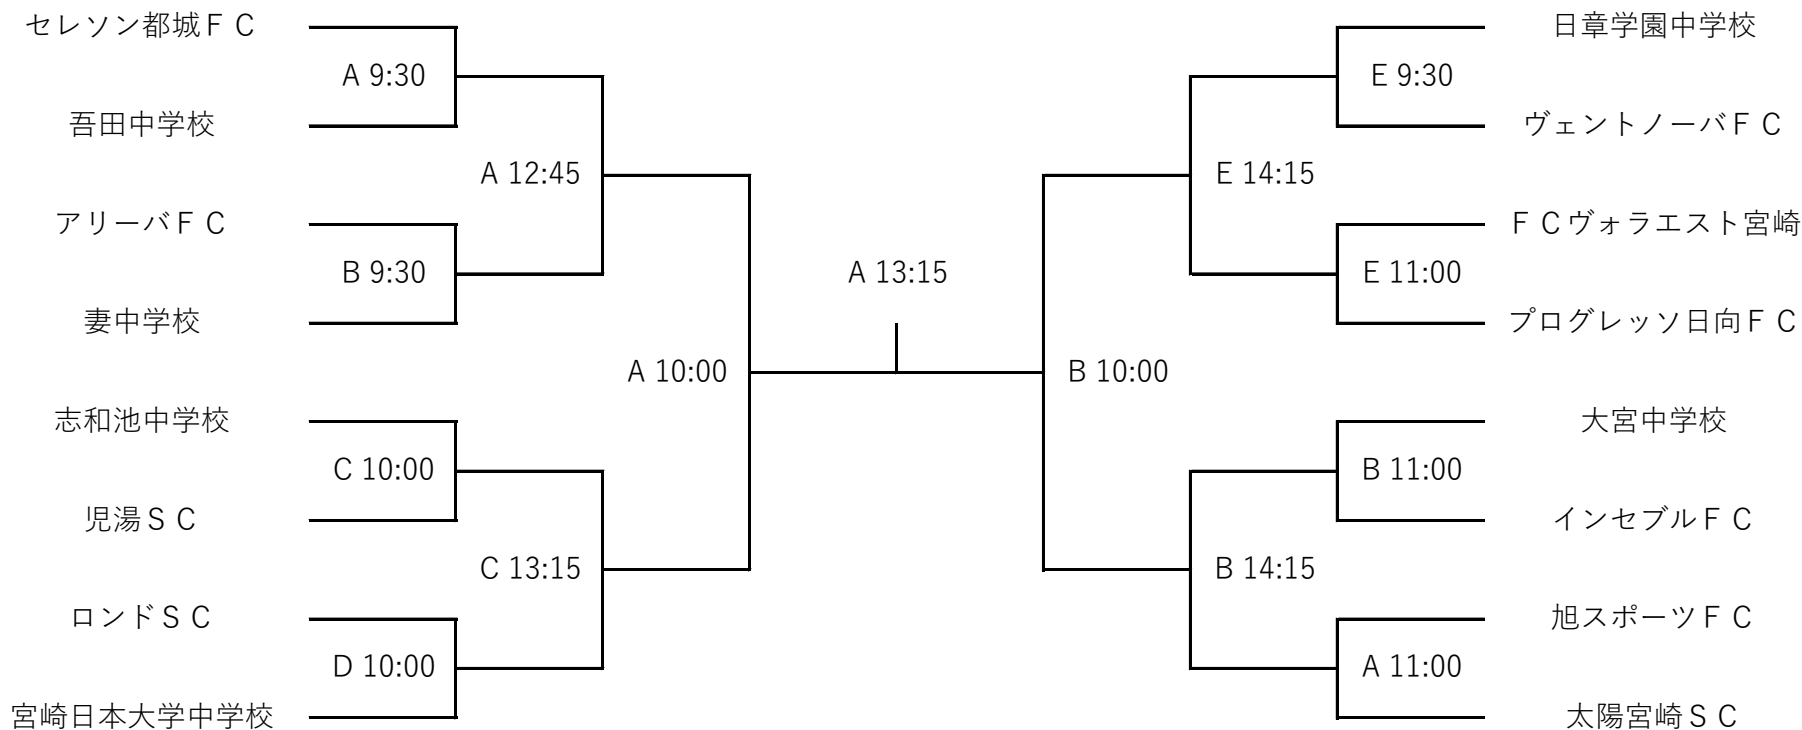 セレソン都城ＦＣ
A 9:30
吾田中学校
A 12:45
アリーバＦＣ
B 9:30
妻中学校
A 10:00
志和池中学校
C 10:00
児湯ＳＣ
C 13:15
ロンドＳＣ
D 10:00
宮崎日本大学中学校
A 13:15
日章学園中学校
E 9:30
ヴェントノーバＦＣ
E 14:15
ＦＣヴォラエスト宮崎
E 11:00
プログレッソ日向ＦＣ
B 10:00
大宮中学校
B 11:00
インセブルＦＣ
B 14:15
旭スポーツＦＣ
A 11:00
太陽宮崎ＳＣ